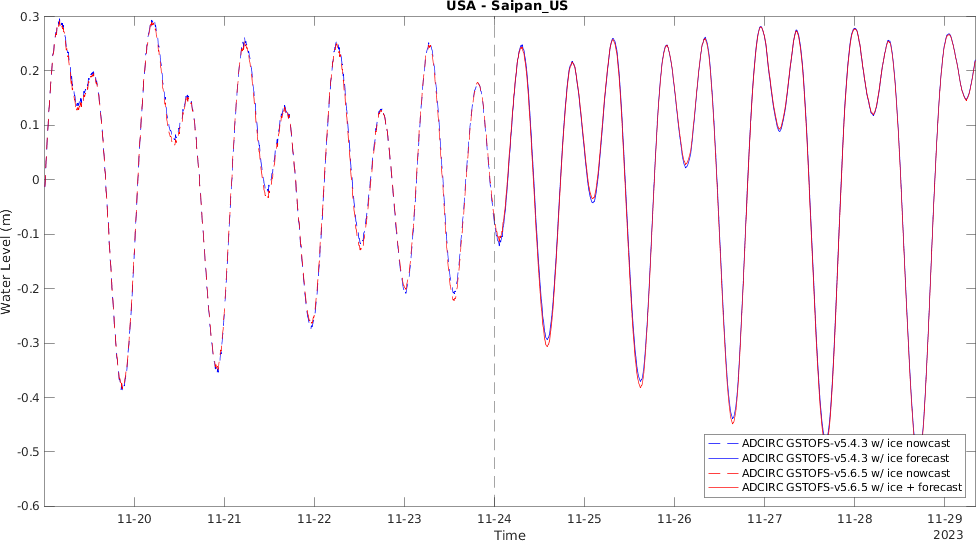 USA - Saipan_US
0.3
0.2
0.1
0
-0.1
-0.2
-0.3
-0.4
-0.5
-0.6
Water Level (m)
ADCIRC GSTOFS-v5.4.3 w/ ice nowcast
ADCIRC GSTOFS-v5.4.3 w/ ice forecast
ADCIRC GSTOFS-v5.6.5 w/ ice nowcast
ADCIRC GSTOFS-v5.6.5 w/ ice + forecast
11-20 11-21 11-22 11-23 11-24 11-25 11-26 11-27 11-28 11-29
2023
Time